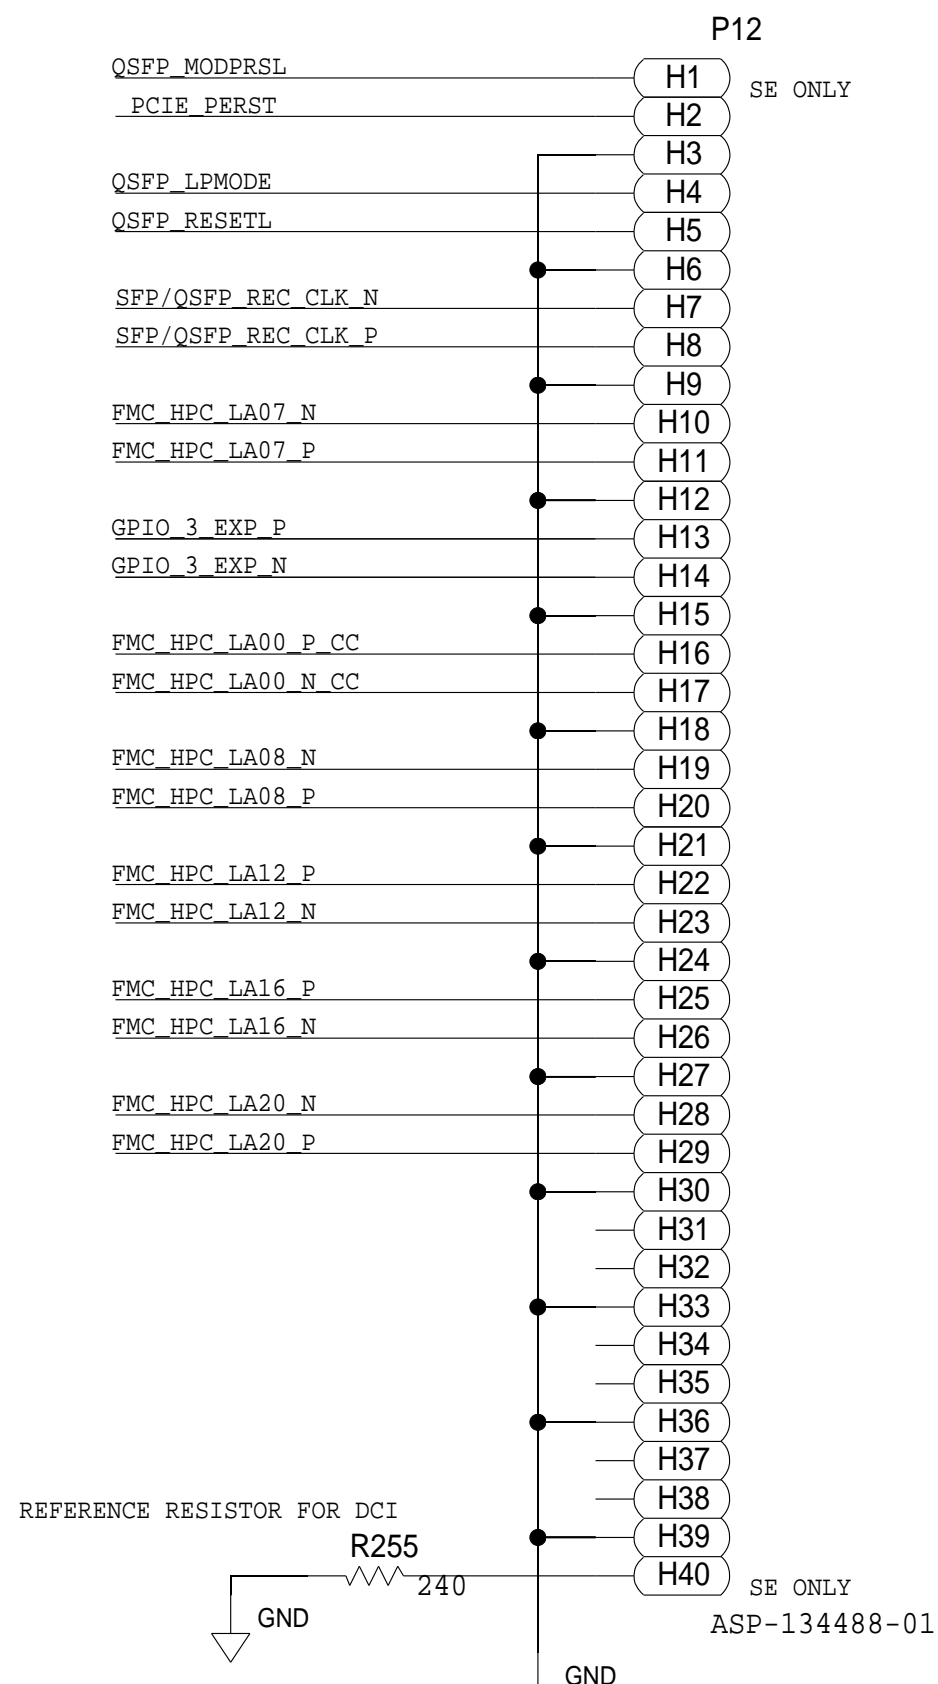 P12
QSFP_MODPRSL H1 SE ONLY
PCIE_PERST H2
H3
QSFP_LPMODE H4
QSFP_RESETL H5
H6
SFP/QSFP_REC_CLK_N H7
SFP/QSFP_REC_CLK_P H8
H9
FMC_HPC_LA07_N H10
FMC_HPC_LA07_P H11
H12
GPIO_3_EXP_P H13
GPIO_3_EXP_N H14
H15
FMC_HPC_LA00_P_CC H16
FMC_HPC_LA00_N_CC H17
H18
FMC_HPC_LA08_N H19
FMC_HPC_LA08_P H20
H21
FMC_HPC_LA12_P H22
FMC_HPC_LA12_N H23
H24
FMC_HPC_LA16_P H25
FMC_HPC_LA16_N H26
H27
FMC_HPC_LA20_N H28
FMC_HPC_LA20_P H29
H30
H31
H32
H33
H34
H35
H36
H37
H38
REFERENCE RESISTOR FOR DCI
H39
R255
240 H40 SE ONLY
GND
ASP-134488-01
GND